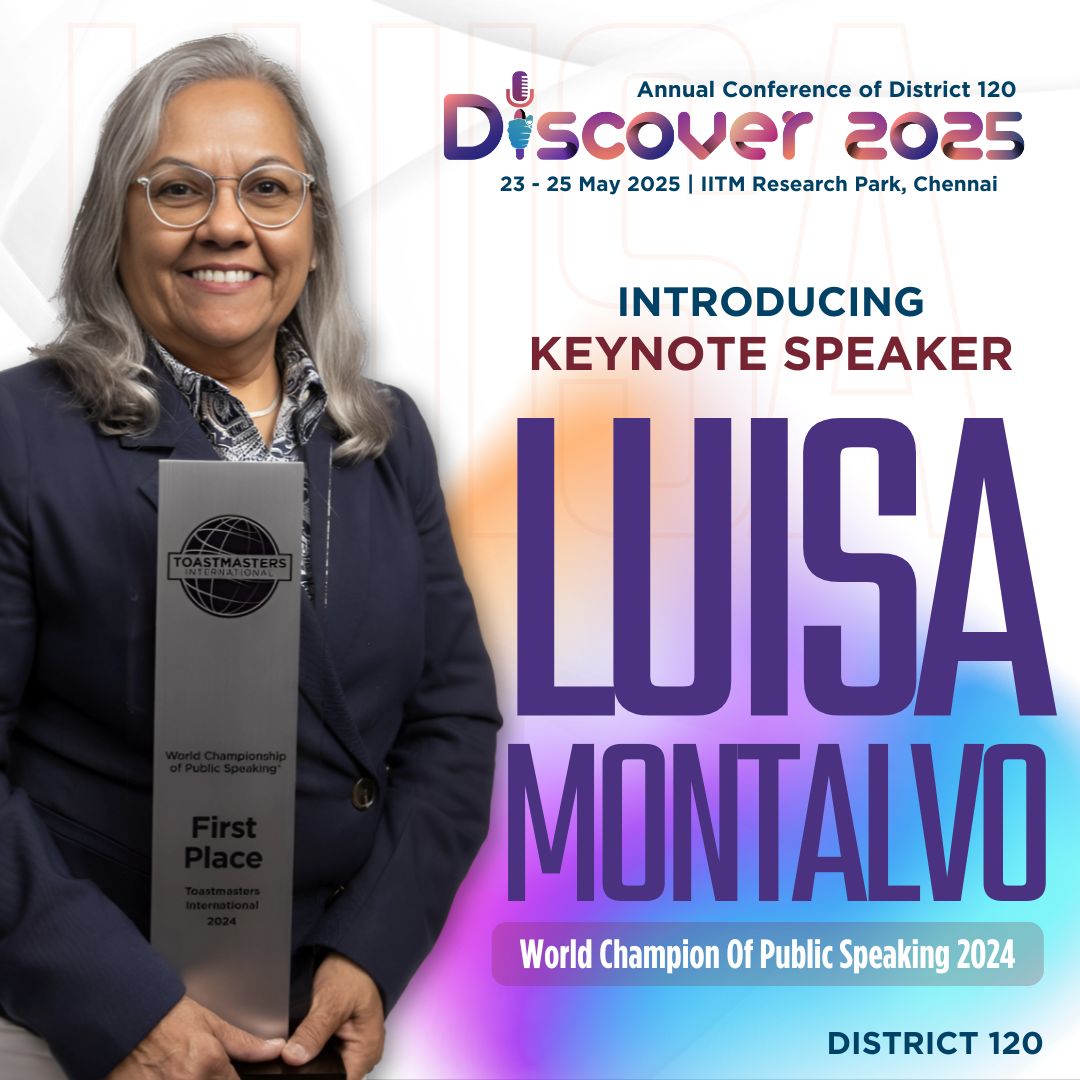 Annual Conference of District 120
Discover 2025
23 - 25 May 2025 | IITM Research Park, Chennai
INTRODUCING
KEYNOTE SPEAKER
LUISA
MONTALVO
World Champion Of Public Speaking 2024
DISTRICT 120
LUISA
TOASTMASTERS
INTERNATIONAL
World Championship
of Public Speaking
First
Place
Toastmasters
International
2024